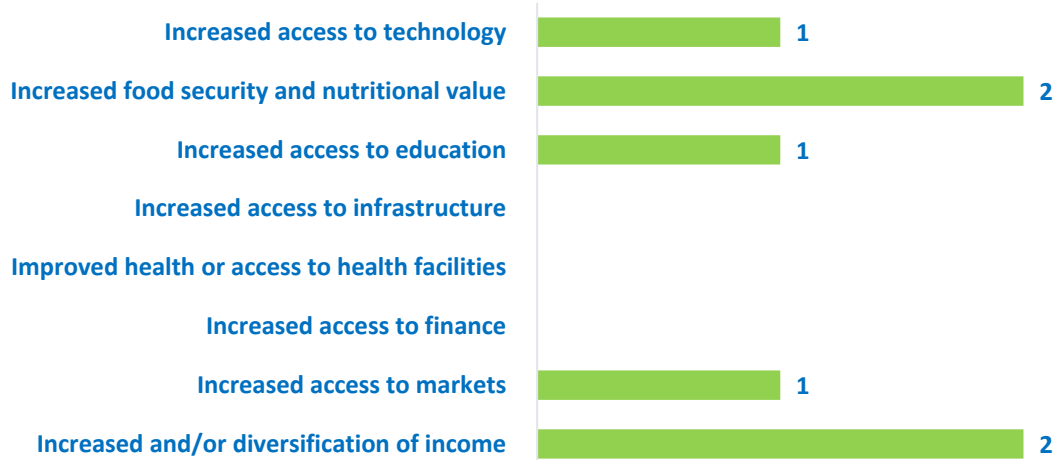 Increased access to technology 1
Increased food security and nutritional value 2
Increased access to education 1
Increased access to infrastructure
Improved health or access to health facilities
Increased access to finance
Increased access to markets 1
Increased and/or diversification of income 2